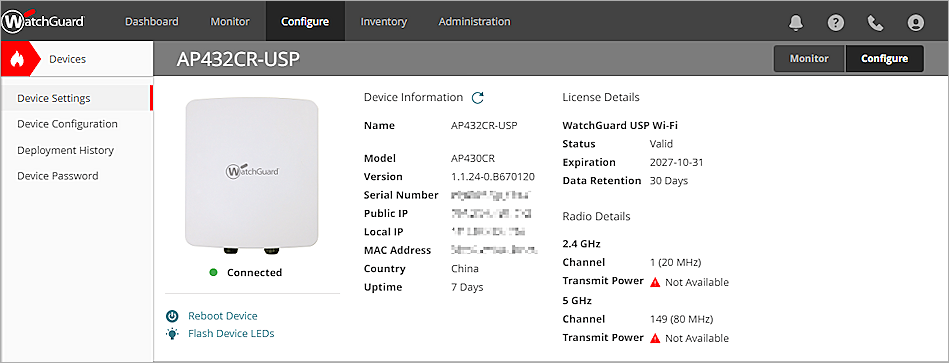 WatchGuard
Dashboard Monitor Configure Inventory Administration
Devices
AP432CR-USP
Monitor Configure
Device Settings
Device Configuration
Deployment History
Device Password
WatchGuard
Connected
Reboot Device
Flash Device LEDs
Device Information
Name AP432CR-USP
Model AP430CR
Version 1.1.24-0.B670120
Serial Number
Public IP
Local IP
MAC Address
Country China
Uptime 7 Days
License Details
WatchGuard USP Wi-Fi
Status Valid
Expiration 2027-10-31
Data Retention 30 Days
Radio Details
2.4 GHz
Channel 1 (20 MHz)
Transmit Power Not Available
5 GHz
Channel 149 (80 MHz)
Transmit Power Not Available